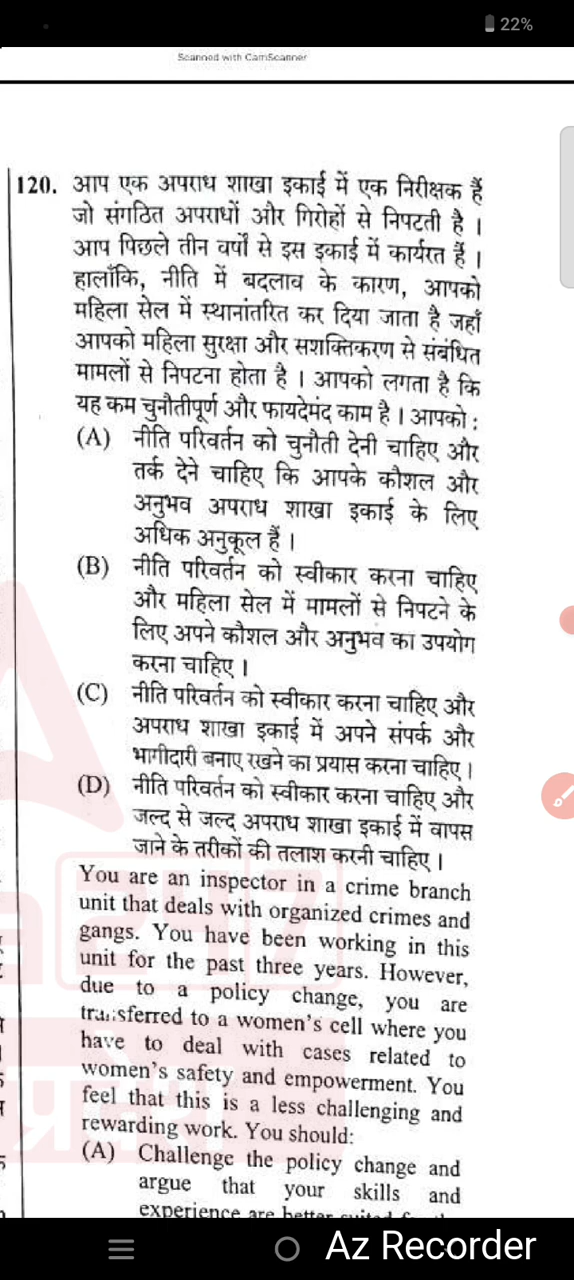 22%
Scanned with CamScanner
120. आप एक अपराध शाखा इकाई में एक निरीक्षक हैं
जो संगठित अपराधों और गिरोहों से निपटती है ।
आप पिछले तीन वर्षों से इस इकाई में कार्यरत हैं ।
हालाँकि, नीति में बदलाव के कारण, आपको
महिला सेल में स्थानांतरित कर दिया जाता है जहाँ
आपको महिला सुरक्षा और सशक्तिकरण से संबंधित
मामलों से निपटना होता है । आपको लगता है कि
यह कम चुनौतीपूर्ण और फायदेमंद काम है । आपको :
(A) नीति परिवर्तन को चुनौती देनी चाहिए और
तर्क देने चाहिए कि आपके कौशल और
अनुभव अपराध शाखा इकाई के लिए
अधिक अनुकूल हैं ।
(B) नीति परिवर्तन को स्वीकार करना चाहिए
और महिला सेल में मामलों से निपटने के
लिए अपने कौशल और अनुभव का उपयोग
करना चाहिए ।
(C) नीति परिवर्तन को स्वीकार करना चाहिए और
अपराध शाखा इकाई में अपने संपर्क और
भागीदारी बनाए रखने का प्रयास करना चाहिए ।
(D) नीति परिवर्तन को स्वीकार करना चाहिए और
जल्द से जल्द अपराध शाखा इकाई में वापस
जाने के तरीकों की तलाश करनी चाहिए ।
You are an inspector in a crime branch
unit that deals with organized crimes and
gangs. You have been working in this
unit for the past three years. However,
due to a policy change, you are
transferred to a women's cell where you
have to deal with cases related to
women's safety and empowerment. You
feel that this is a less challenging and
rewarding work. You should:
(A) Challenge the policy change and
argue that your skills and
experience are better suited
Az Recorder